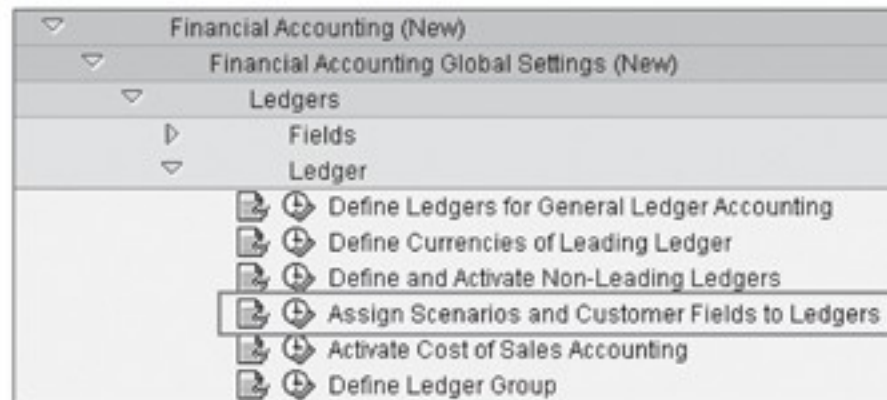 Financial Accounting (New)
Financial Accounting Global Settings (New)
Ledgers
Fields
Ledger
Define Ledgers for General Ledger Accounting
Define Currencies of Leading Ledger
Define and Activate Non-Leading Ledgers
Assign Scenarios and Customer Fields to Ledgers
Activate Cost of Sales Accounting
Define Ledger Group